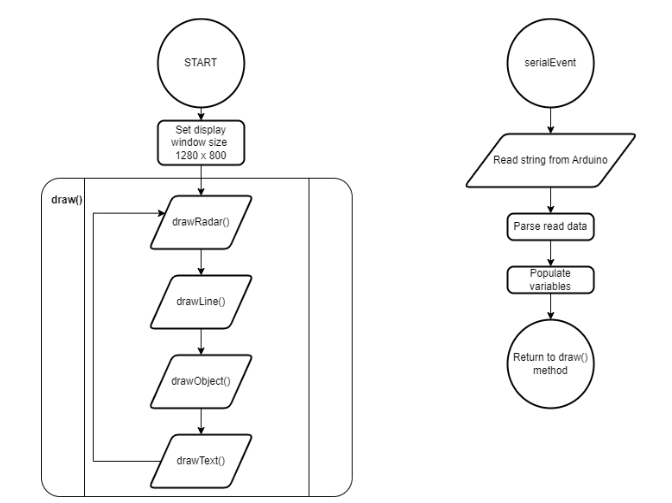 START
Set display
window size
1280 x 800
draw()
drawRadar()
drawLine()
drawObject()
drawText()
serialEvent
Read string from Arduino
Parse read data
Populate
variables
Return to draw()
method